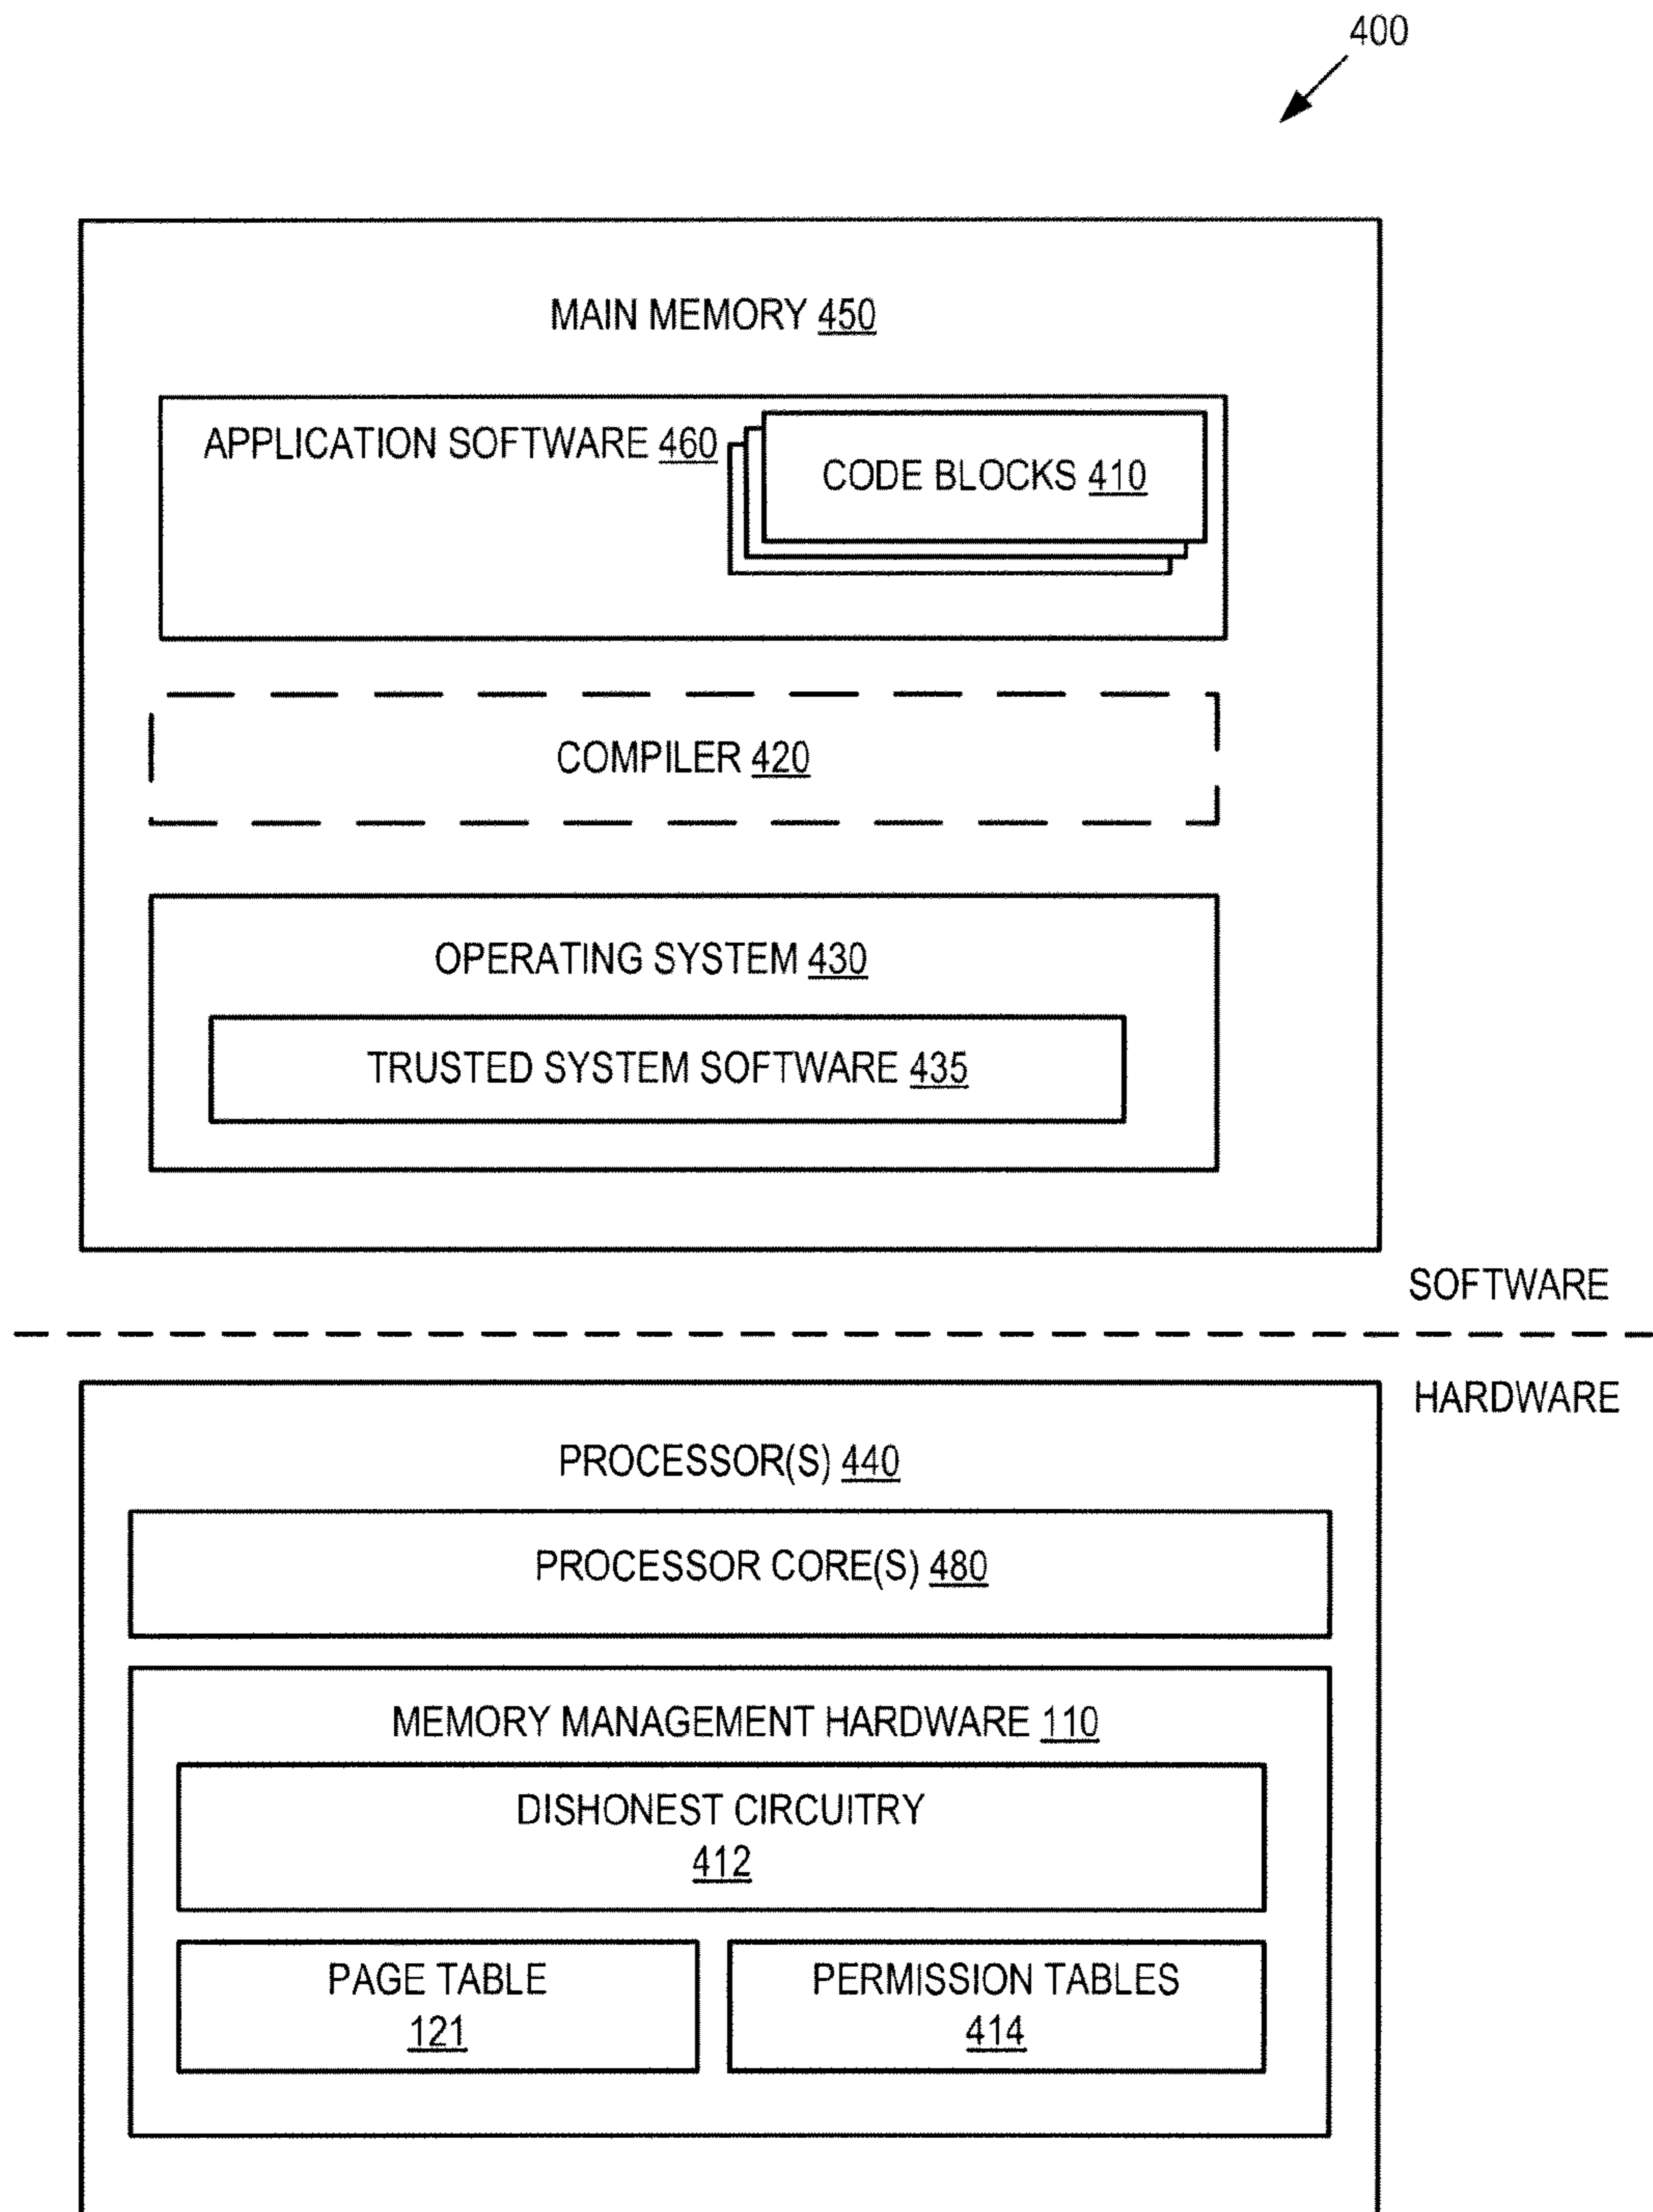 400
MAIN MEMORY 450
APPLICATION SOFTWARE 460
CODE BLOCKS 410
COMPILER 420
OPERATING SYSTEM 430
TRUSTED SYSTEM SOFTWARE 435
SOFTWARE
HARDWARE
PROCESSOR(S) 440
PROCESSOR CORE(S) 480
MEMORY MANAGEMENT HARDWARE 110
DISHONEST CIRCUITRY
412
PAGE TABLE
121
PERMISSION TABLES
414